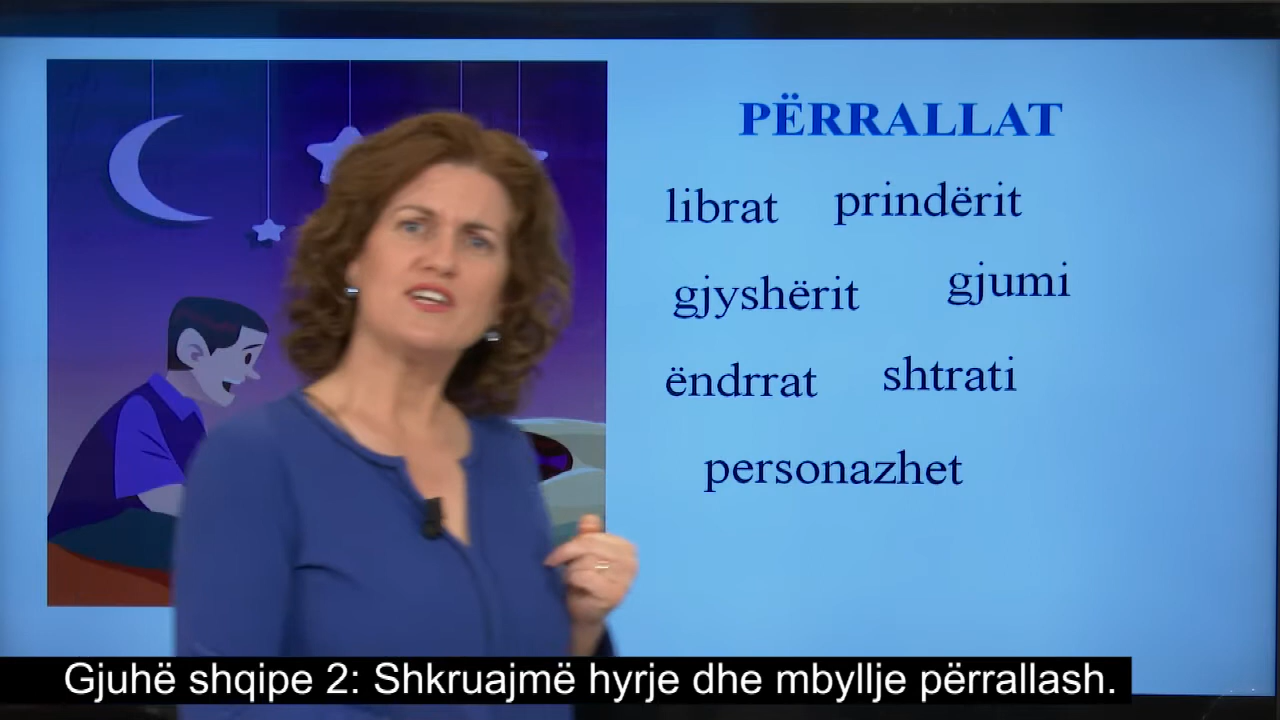 PËRRALLAT
librat prindërit
gjyshërit gjumi
ëndrrat shtrati
personazhet
Gjuhë shqipe 2: Shkruajmë hyrje dhe mbyllje përrallash.